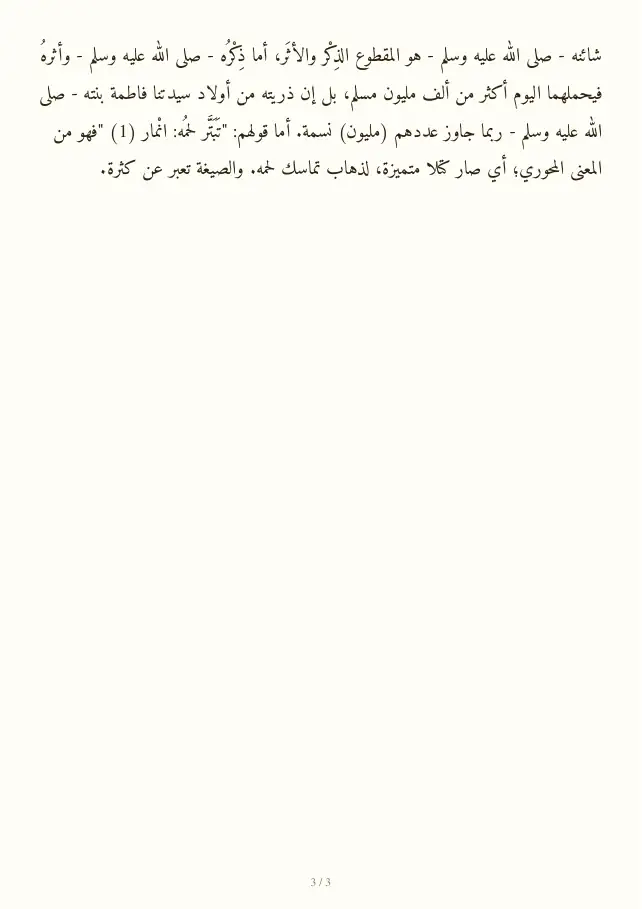 شائنه - صلى الله عليه وسلم - هو المقطوع الذِكْر والأثَر، أما ذِكْرُه - صلى الله عليه وسلم - وأثرهُ
فيحملهما اليوم أكثر من ألف مليون مسلم، بل إن ذريته من أولاد سيدتنا فاطمة بنته - صلى
الله عليه وسلم - ربما جاوز عددهم (مليون) نسمة. أما قولهم: "تَبَتَّر لحمُه: انْمار (1) "فهو من
المعنى المحوري؛ أي صار كتلا متميزة، لذهاب تماسك لحمه. والصيغة تعبر عن كثرة.
3 / 3